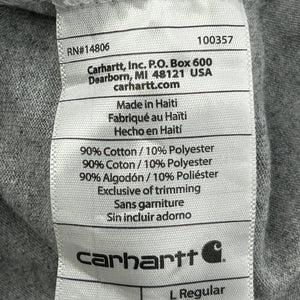 RN#14806 100357
Carhartt, Inc. P.O. Box 600
Dearborn, MI 48121 USA
carhartt.com
Made in Haiti
Fabriqué au Haïti
Hecho en Haití
90% Cotton / 10% Polyester
90% Coton / 10% Polyester
90% Algodón / 10% Poliéster
Exclusive of trimming
Sans garniture
Sin incluir adorno
carhartt
L Regular